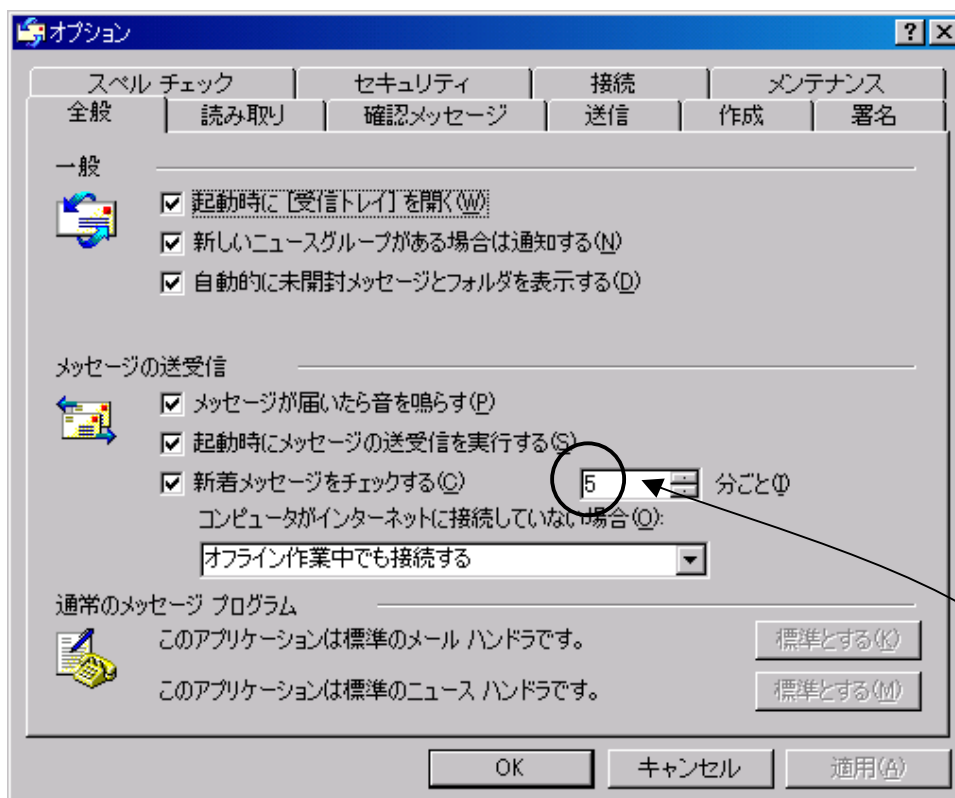 オプション
スペル チェック セキュリティ 接続 メンテナンス
全般 読み取り 確認メッセージ 送信 作成 署名
一般
起動時に [受信トレイ] を開く(W)
新しいニュースグループがある場合は通知する(N)
自動的に未開封メッセージとフォルダを表示する(D)
メッセージの送受信
メッセージが届いたら音を鳴らす(P)
起動時にメッセージの送受信を実行する(S)
新着メッセージをチェックする(C) 5 分ごと(I)
コンピュータがインターネットに接続していない場合(O):
オフライン作業中でも接続する
通常のメッセージ プログラム
このアプリケーションは標準のメール ハンドラです。 標準とする(K)
このアプリケーションは標準のニュース ハンドラです。 標準とする(M)
OK キャンセル 適用(A)